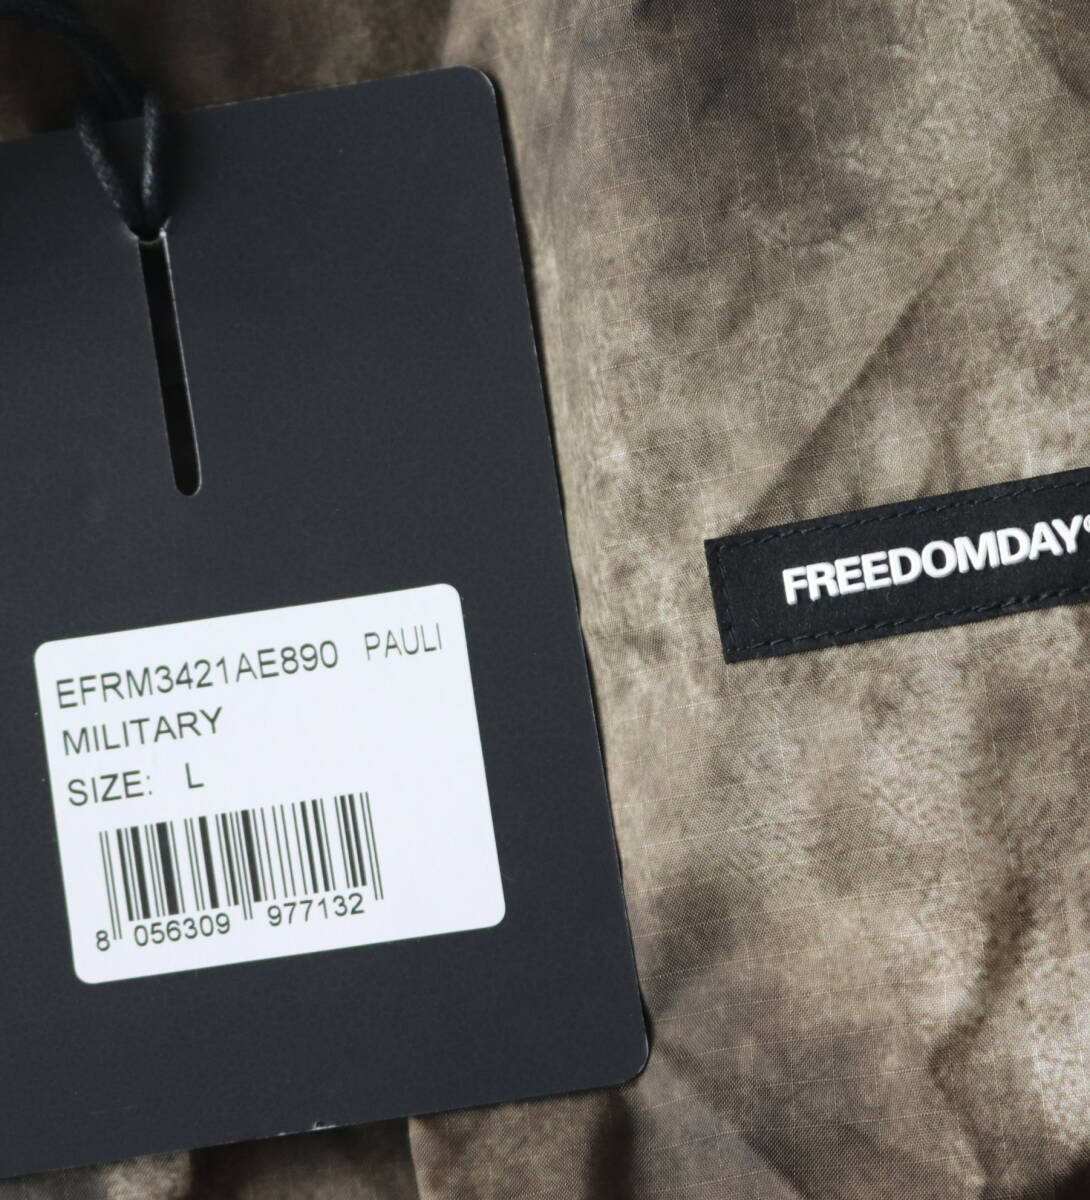 EFRM3421AE890 PAULI
MILITARY
SIZE: L
8 056309 977132
FREEDOMDAY